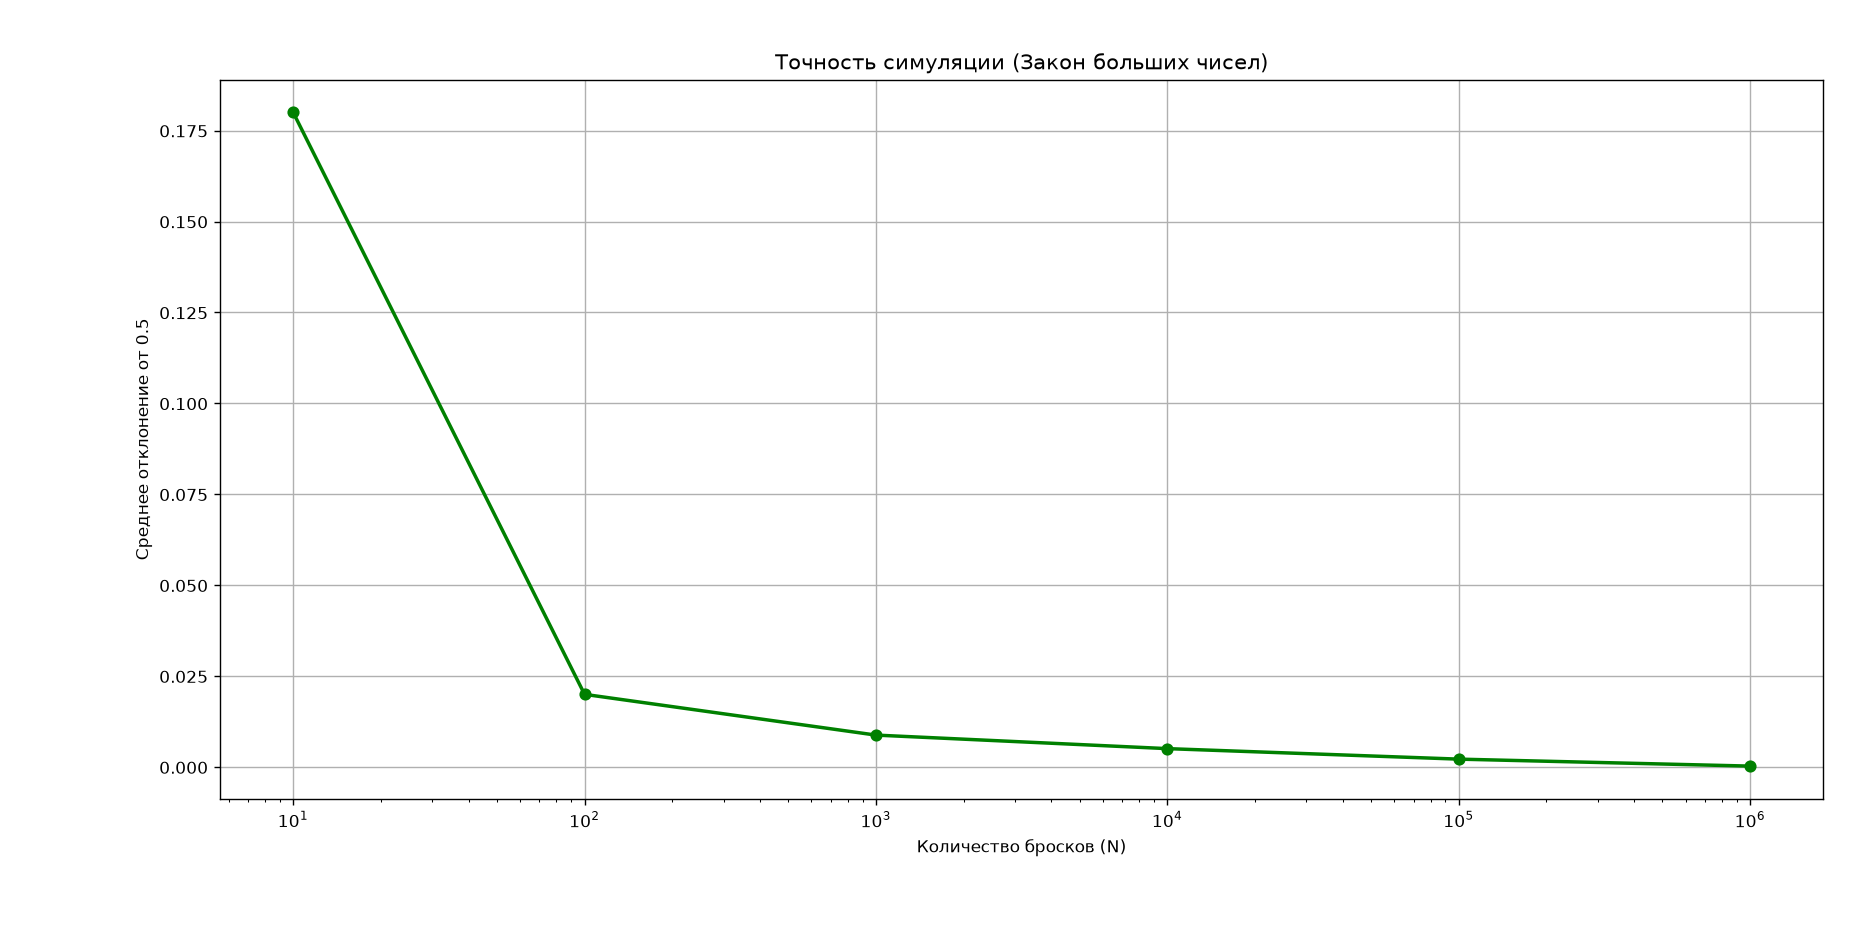 Точность симуляции (Закон больших чисел)
Среднее отклонение от 0.5
0.175
0.150
0.125
0.100
0.075
0.050
0.025
0.000
10¹ 10² 10³ 10⁴ 10⁵ 10⁶
Количество бросков (N)